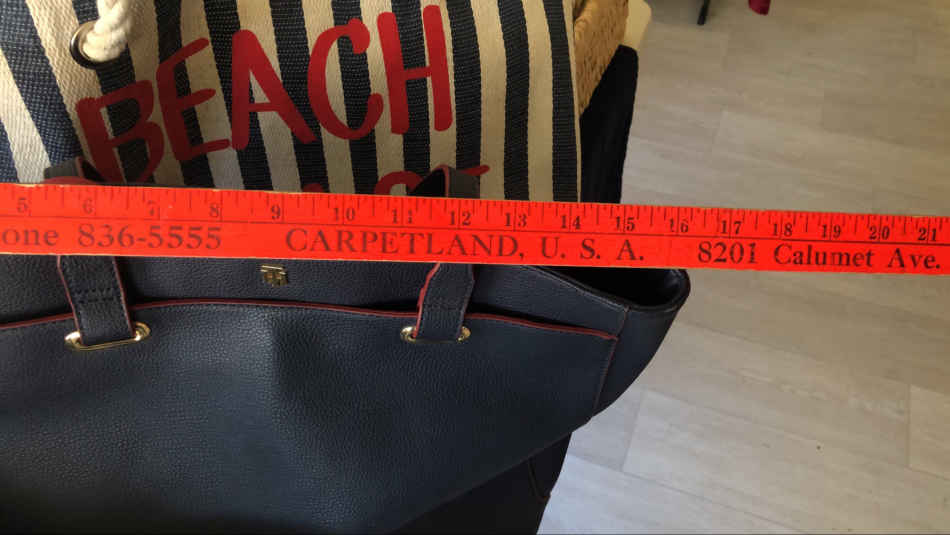 BEACH
5 6 7 8 9 10 11 12 13 14 15 16 17 18 19 20 21
one 836-5555 CARPETLAND, U. S. A. 8201 Calumet Ave.